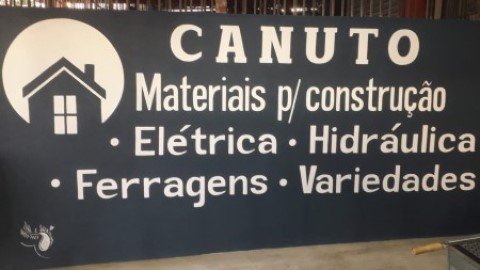 CANUTO
Materiais p/ construção
• Elétrica • Hidráulica
• Ferragens • Variedades